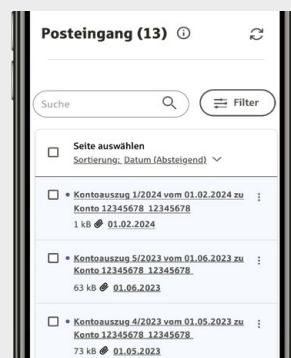 Posteingang (13)
Suche
Filter
Seite auswählen
Sortierung: Datum (Absteigend)
Kontoauszug 1/2024 vom 01.02.2024 zu
Konto 12345678 12345678
1 kB 01.02.2024
Kontoauszug 5/2023 vom 01.06.2023 zu
Konto 12345678 12345678
63 kB 01.06.2023
Kontoauszug 4/2023 vom 01.05.2023 zu
Konto 12345678 12345678
73 kB 01.05.2023